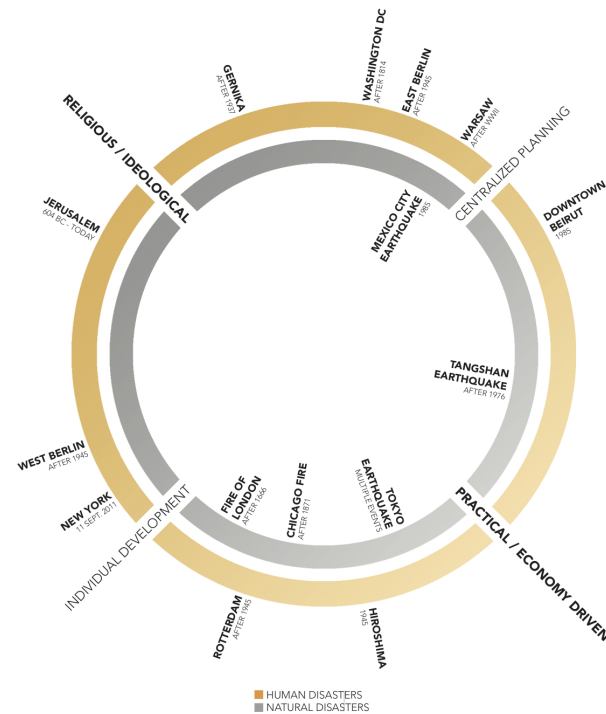 WASHINGTON DC
AFTER 1814
EAST BERLIN
AFTER 1945
GERNIKA
AFTER 1937
WARSAW
AFTER WWII
RELIGIOUS / IDEOLOGICAL
CENTRALIZED PLANNING
JERUSALEM
604 BC - TODAY
DOWNTOWN
BEIRUT
1985
MEXICO CITY
EARTHQUAKE
1985
TANGSHAN
EARTHQUAKE
AFTER 1976
WEST BERLIN
AFTER 1945
NEW YORK
11 SEPT. 2011
FIRE OF
LONDON
AFTER 1666
CHICAGO FIRE
AFTER 1871
TOKYO
EARTHQUAKE
MULTIPLE EVENTS
INDIVIDUAL DEVELOPMENT
PRACTICAL / ECONOMY DRIVEN
ROTTERDAM
AFTER 1945
HIROSHIMA
1945
HUMAN DISASTERS
NATURAL DISASTERS